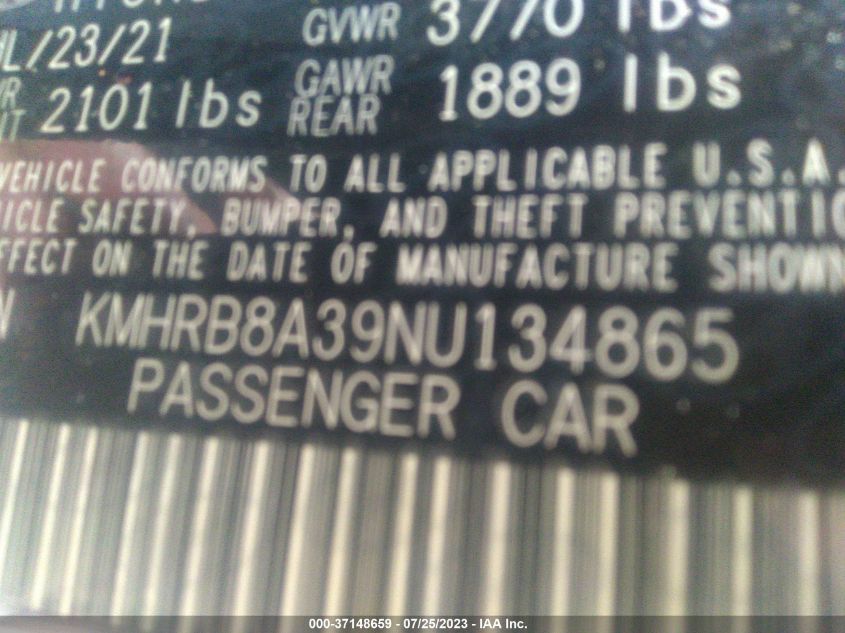 /23/21 GVWR 3770 lbs
2101 lbs GAWR REAR 1889 lbs
VEHICLE CONFORMS TO ALL APPLICABLE U.S.A.
ICLE SAFETY, BUMPER, AND THEFT PREVENTIO
FFECT ON THE DATE OF MANUFACTURE SHOWN
N KMHRB8A39NU134865
PASSENGER CAR
000-37148659 - 07/25/2023 - IAA Inc.